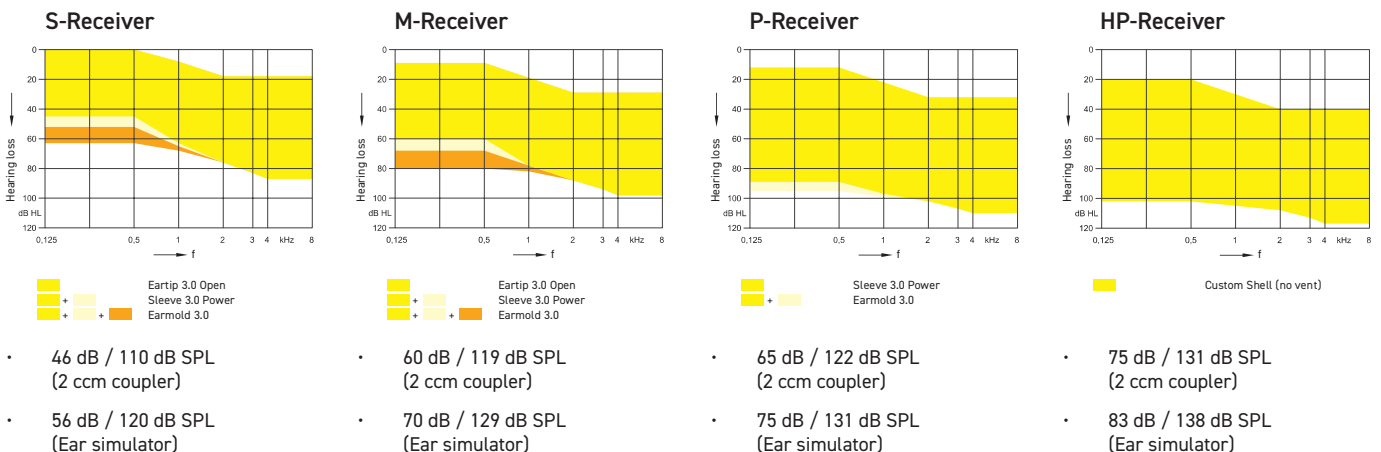 S-Receiver
0
20
40
60
80
100
dB HL
120
Hearing loss
0,125
0,5
1
2
3
4
kHz
8
f
Eartip 3.0 Open
+
Sleeve 3.0 Power
+
+
Earmold 3.0
· 46 dB / 110 dB SPL
(2 ccm coupler)
· 56 dB / 120 dB SPL
(Ear simulator)
M-Receiver
0
20
40
60
80
100
dB HL
120
Hearing loss
0,125
0,5
1
2
3
4
kHz
8
f
Eartip 3.0 Open
+
Sleeve 3.0 Power
+
+
Earmold 3.0
· 60 dB / 119 dB SPL
(2 ccm coupler)
· 70 dB / 129 dB SPL
(Ear simulator)
P-Receiver
0
20
40
60
80
100
dB HL
120
Hearing loss
0,125
0,5
1
2
3
4
kHz
8
f
Sleeve 3.0 Power
+
Earmold 3.0
· 65 dB / 122 dB SPL
(2 ccm coupler)
· 75 dB / 131 dB SPL
(Ear simulator)
HP-Receiver
0
20
40
60
80
100
dB HL
120
Hearing loss
0,125
0,5
1
2
3
4
kHz
8
f
Custom Shell (no vent)
· 75 dB / 131 dB SPL
(2 ccm coupler)
· 83 dB / 138 dB SPL
(Ear simulator)